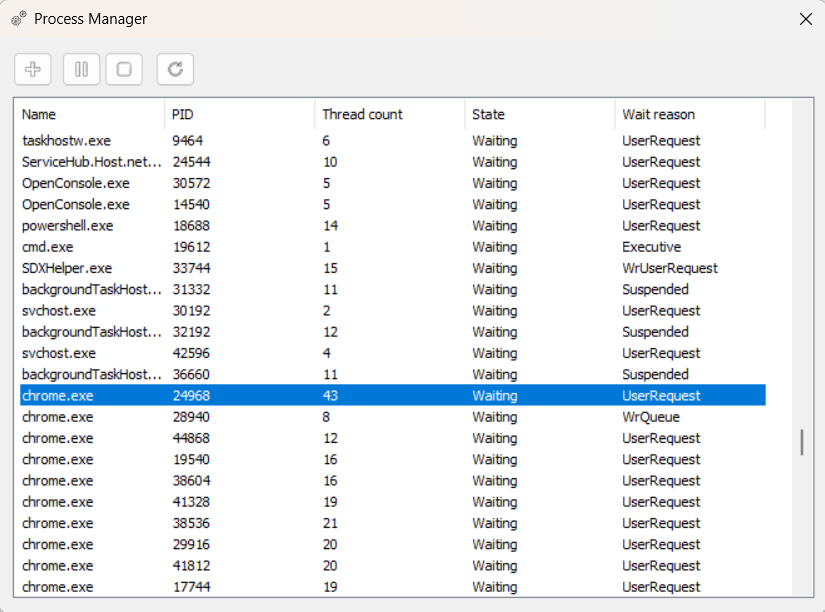 Process Manager
Name PID Thread count State Wait reason
taskhostw.exe 9464 6 Waiting UserRequest
ServiceHub.Host.net... 24544 10 Waiting UserRequest
OpenConsole.exe 30572 5 Waiting UserRequest
OpenConsole.exe 14540 5 Waiting UserRequest
powershell.exe 18688 14 Waiting UserRequest
cmd.exe 19612 1 Waiting Executive
SDXHelper.exe 33744 15 Waiting WrUserRequest
backgroundTaskHost... 31332 11 Waiting Suspended
svchost.exe 30192 2 Waiting UserRequest
backgroundTaskHost... 32192 12 Waiting Suspended
svchost.exe 42596 4 Waiting UserRequest
backgroundTaskHost... 36660 11 Waiting Suspended
chrome.exe 24968 43 Waiting UserRequest
chrome.exe 28940 8 Waiting WrQueue
chrome.exe 44868 12 Waiting UserRequest
chrome.exe 19540 16 Waiting UserRequest
chrome.exe 38604 16 Waiting UserRequest
chrome.exe 41328 19 Waiting UserRequest
chrome.exe 38536 21 Waiting UserRequest
chrome.exe 29916 20 Waiting UserRequest
chrome.exe 41812 20 Waiting UserRequest
chrome.exe 17744 19 Waiting UserRequest